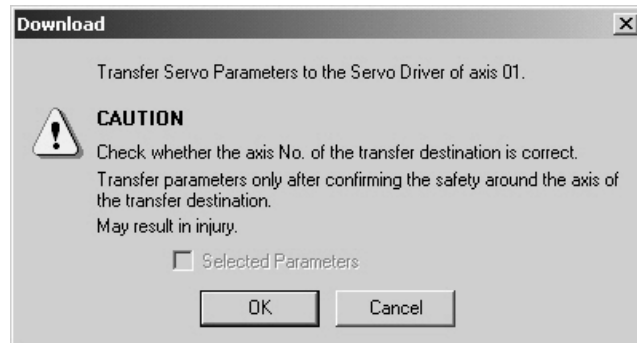 Download
Transfer Servo Parameters to the Servo Driver of axis 01.
CAUTION
Check whether the axis No. of the transfer destination is correct.
Transfer parameters only after confirming the safety around the axis of
the transfer destination.
May result in injury.
Selected Parameters
OK
Cancel